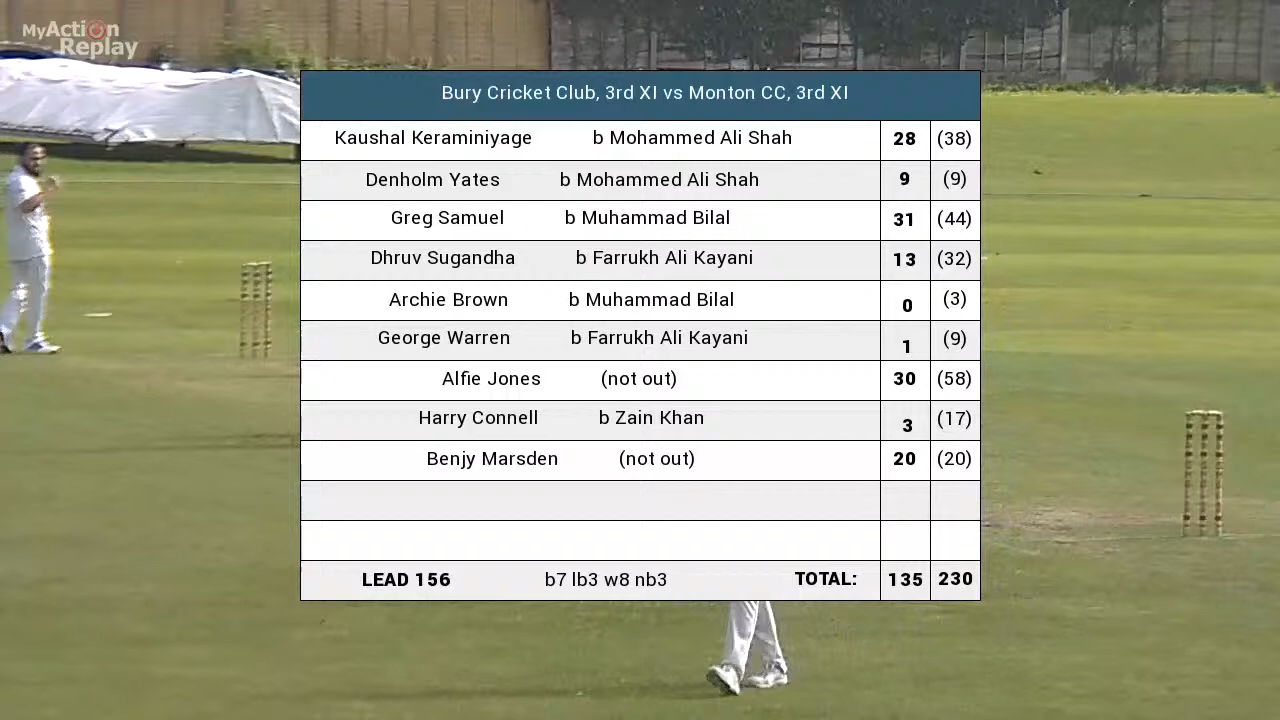 MyAction
Replay
Bury Cricket Club, 3rd XI vs Monton CC, 3rd XI
Kaushal Keraminiyage b Mohammed Ali Shah 28 (38)
Denholm Yates b Mohammed Ali Shah 9 (9)
Greg Samuel b Muhammad Bilal 31 (44)
Dhruv Sugandha b Farrukh Ali Kayani 13 (32)
Archie Brown b Muhammad Bilal 0 (3)
George Warren b Farrukh Ali Kayani 1 (9)
Alfie Jones (not out) 30 (58)
Harry Connell b Zain Khan 3 (17)
Benjy Marsden (not out) 20 (20)
LEAD 156 b7 lb3 w8 nb3 TOTAL: 135 230